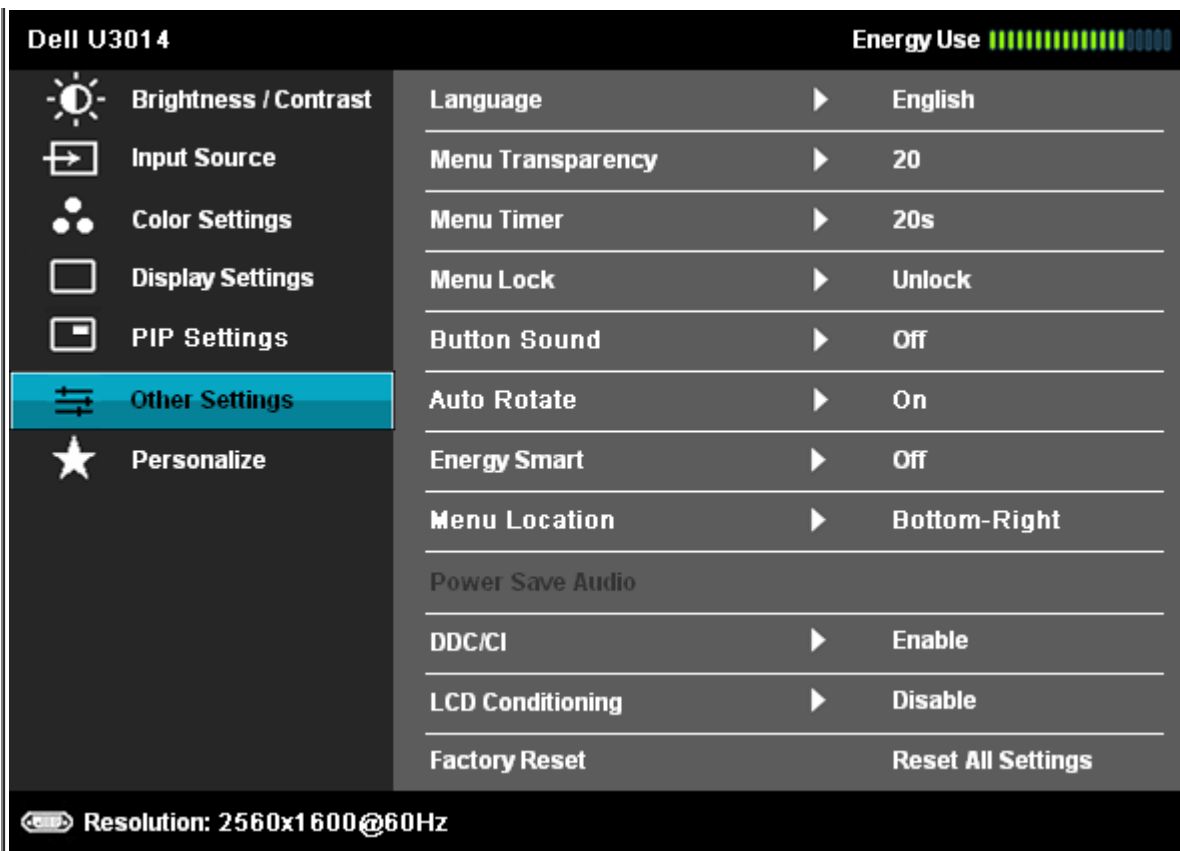 Dell U3014 Energy Use
Brightness / Contrast
Input Source
Color Settings
Display Settings
PIP Settings
Other Settings
Personalize
Language English
Menu Transparency 20
Menu Timer 20s
Menu Lock Unlock
Button Sound Off
Auto Rotate On
Energy Smart Off
Menu Location Bottom-Right
Power Save Audio
DDC/CI Enable
LCD Conditioning Disable
Factory Reset Reset All Settings
Resolution: 2560x1600@60Hz